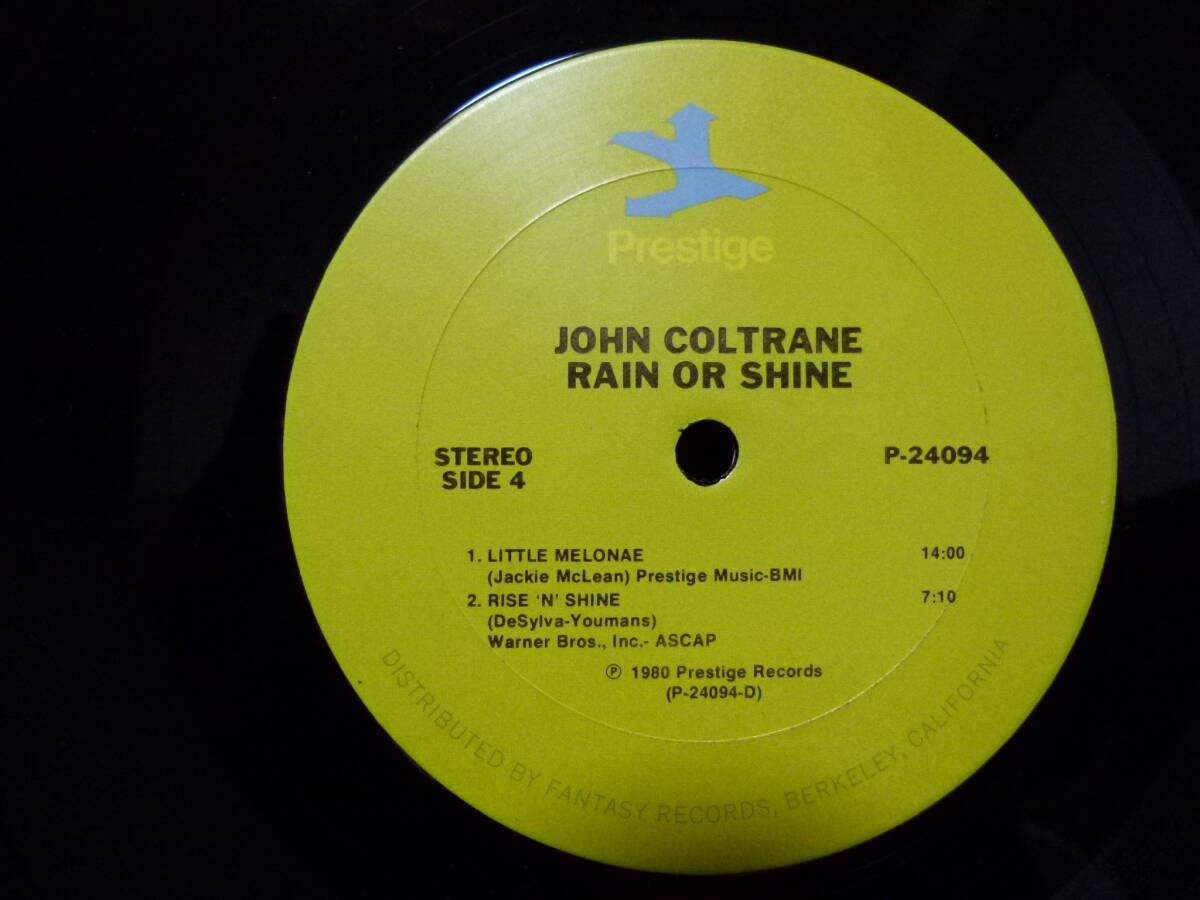 Prestige
JOHN COLTRANE
RAIN OR SHINE
STEREO
SIDE 4
P-24094
1. LITTLE MELONAE 14:00
(Jackie McLean) Prestige Music-BMI
2. RISE 'N' SHINE 7:10
(DeSylva-Youmans)
Warner Bros., Inc.- ASCAP
℗ 1980 Prestige Records
(P-24094-D)
DISTRIBUTED BY FANTASY RECORDS, BERKELEY, CALIFORNIA